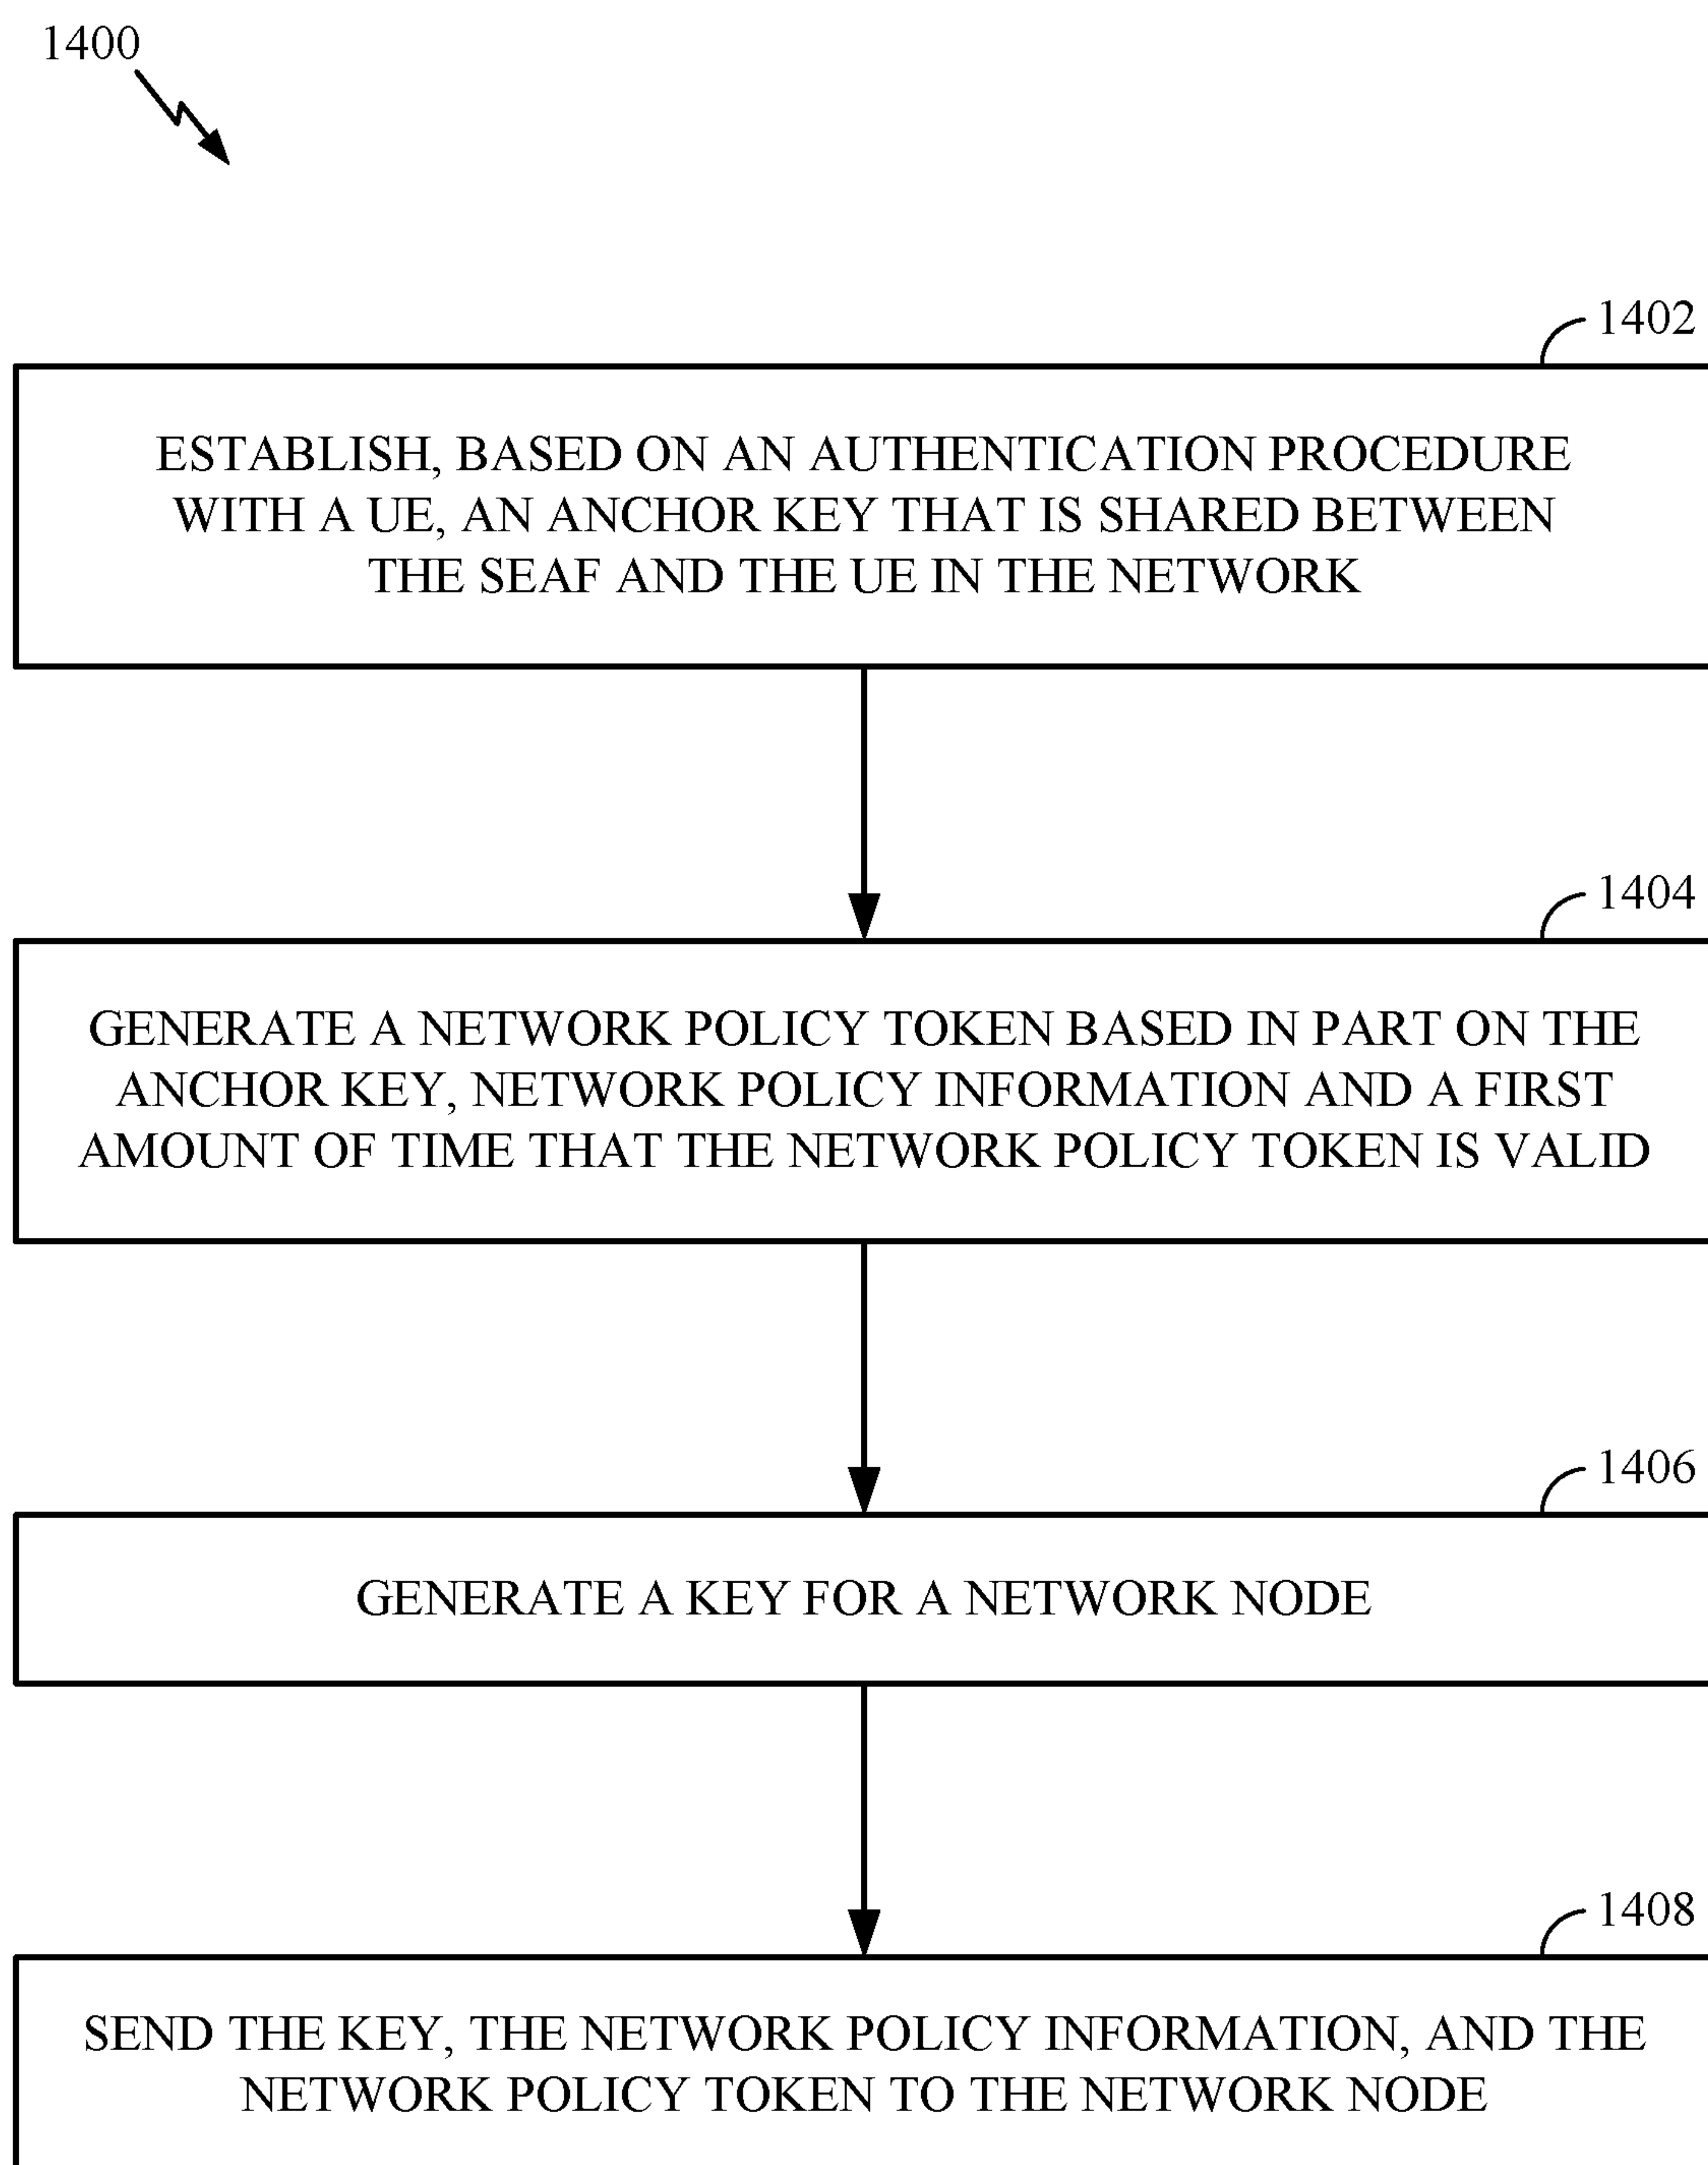 1400
1402
ESTABLISH, BASED ON AN AUTHENTICATION PROCEDURE
WITH A UE, AN ANCHOR KEY THAT IS SHARED BETWEEN
THE SEAF AND THE UE IN THE NETWORK
1404
GENERATE A NETWORK POLICY TOKEN BASED IN PART ON THE
ANCHOR KEY, NETWORK POLICY INFORMATION AND A FIRST
AMOUNT OF TIME THAT THE NETWORK POLICY TOKEN IS VALID
1406
GENERATE A KEY FOR A NETWORK NODE
1408
SEND THE KEY, THE NETWORK POLICY INFORMATION, AND THE
NETWORK POLICY TOKEN TO THE NETWORK NODE